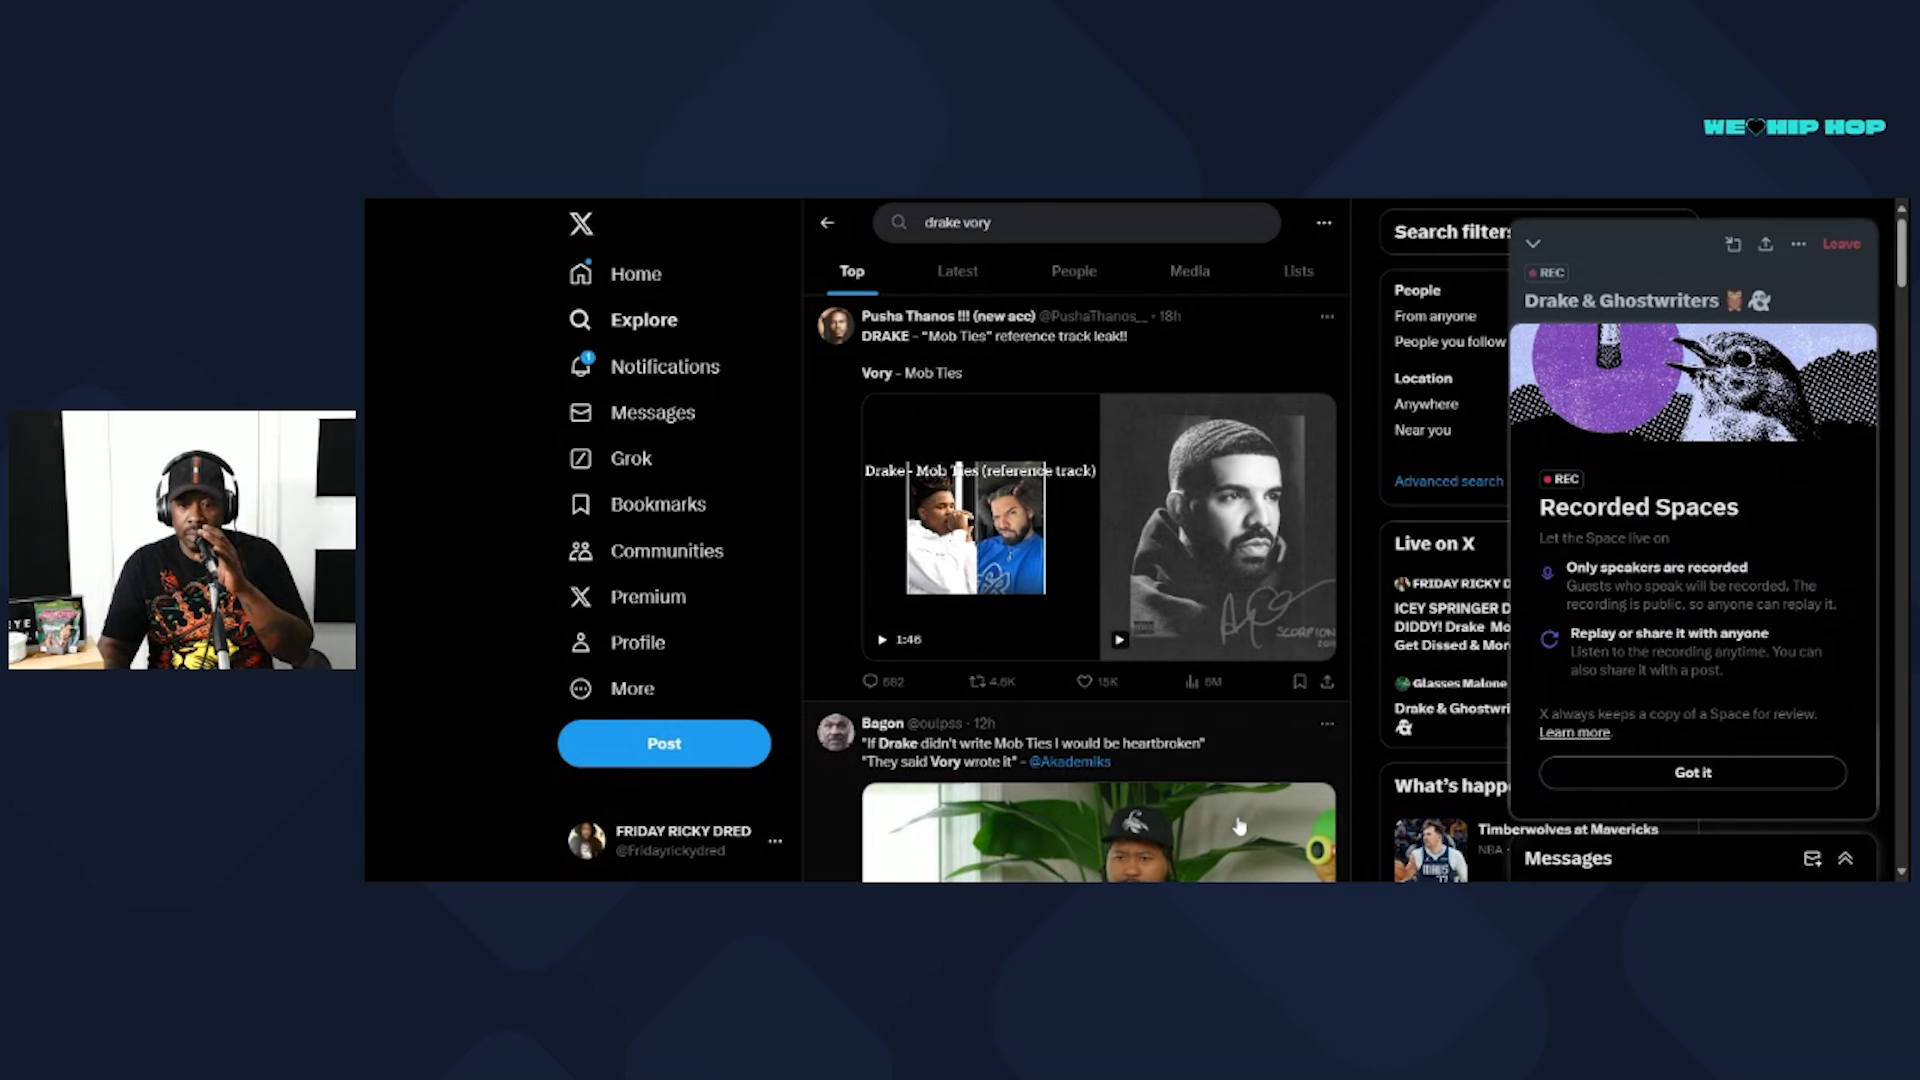 WE HIP HOP
drake vory
Home
Explore
Notifications
Messages
Grok
Bookmarks
Communities
Premium
Profile
More
Post
FRIDAY RICKY DRED
@Fridayrickydred
Top
Latest
People
Media
Lists
Pusha Thanos !!! (new acc) @PushaThanos__ · 18h
DRAKE - "Mob Ties" reference track leak!!
Vory - Mob Ties
Drake- Mob Ties (reference track)
1:46
SCORPION
682
4.6K
15K
6M
Bagon @oulpss · 12h
"If Drake didn't write Mob Ties I would be heartbroken"
"They said Vory wrote it" - @Akademiks
Search filters
People
From anyone
People you follow
Location
Anywhere
Near you
Advanced search
Live on X
FRIDAY RICKY D
ICEY SPRINGER D
DIDDY! Drake Mo
Get Dissed & Mor
Glasses Malone
Drake & Ghostwri
What's happ
Timberwolves at Mavericks
NBA
Leave
REC
Drake & Ghostwriters
REC
Recorded Spaces
Let the Space live on
Only speakers are recorded
Guests who speak will be recorded. The
recording is public, so anyone can replay it.
Replay or share it with anyone
Listen to the recording anytime. You can
also share it with a post.
X always keeps a copy of a Space for review.
Learn more.
Got it
Messages